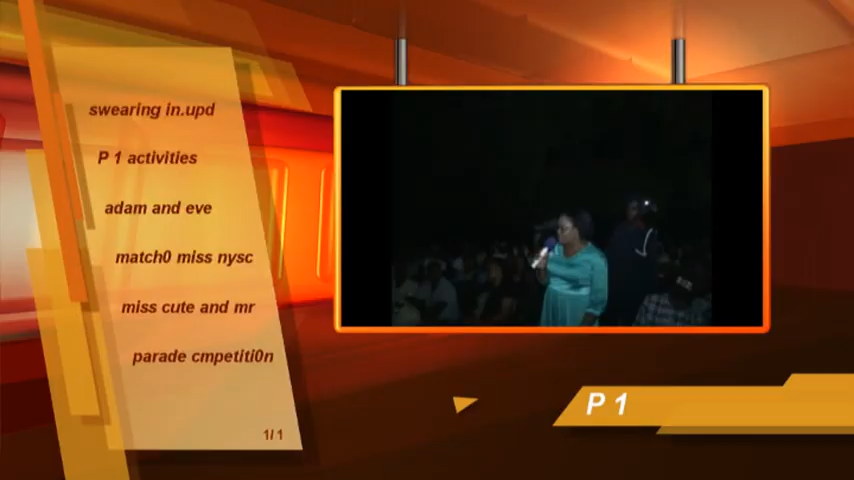 swearing in.upd
P 1 activities
adam and eve
match0 miss nysc
miss cute and mr
parade cmpetiti0n
1/1
P 1